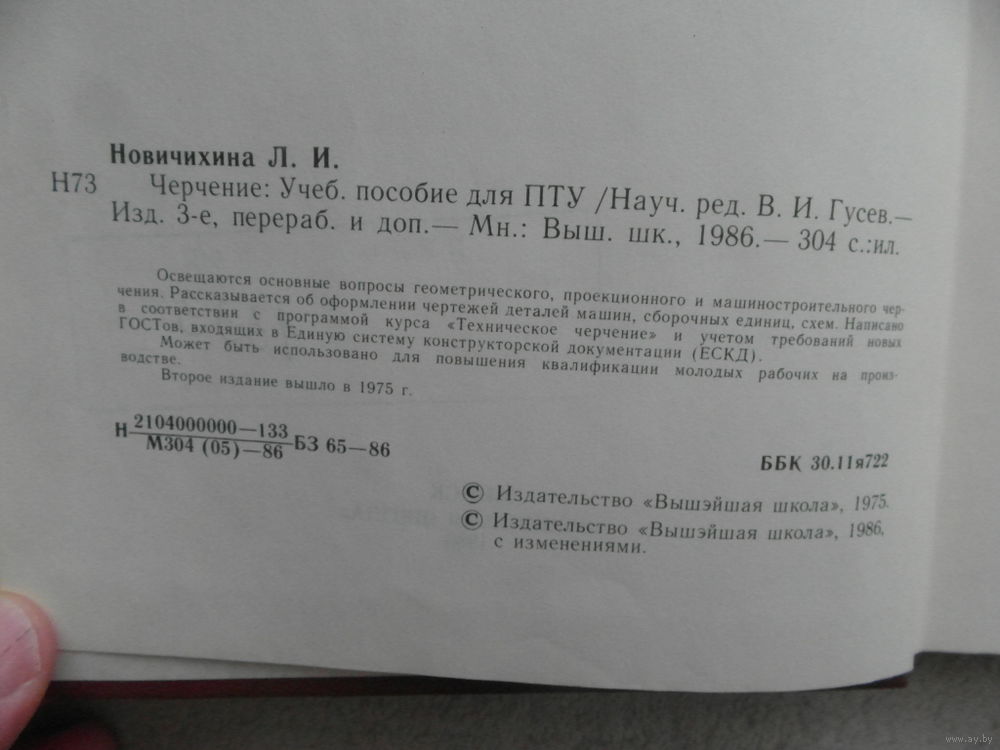 Новичихина Л. И.
Н73 Черчение: Учеб. пособие для ПТУ /Науч. ред. В. И. Гусев.—
Изд. 3-е, перераб. и доп.— Мн.: Выш. шк., 1986.— 304 с.:ил.
Освещаются основные вопросы геометрического, проекционного и машиностроительного чер-
чения. Рассказывается об оформлении чертежей деталей машин, сборочных единиц, схем. Написано
в соответствии с программой курса «Техническое черчение» и учетом требований новых
ГОСТов, входящих в Единую систему конструкторской документации (ЕСКД).
Может быть использовано для повышения квалификации молодых рабочих на произ-
водстве.
Второе издание вышло в 1975 г.
Н 2104000000—133 БЗ 65—86
М304 (05)—86
ББК 30.11я722
© Издательство «Вышэйшая школа», 1975.
© Издательство «Вышэйшая школа», 1986,
с изменениями.
www.ay.by